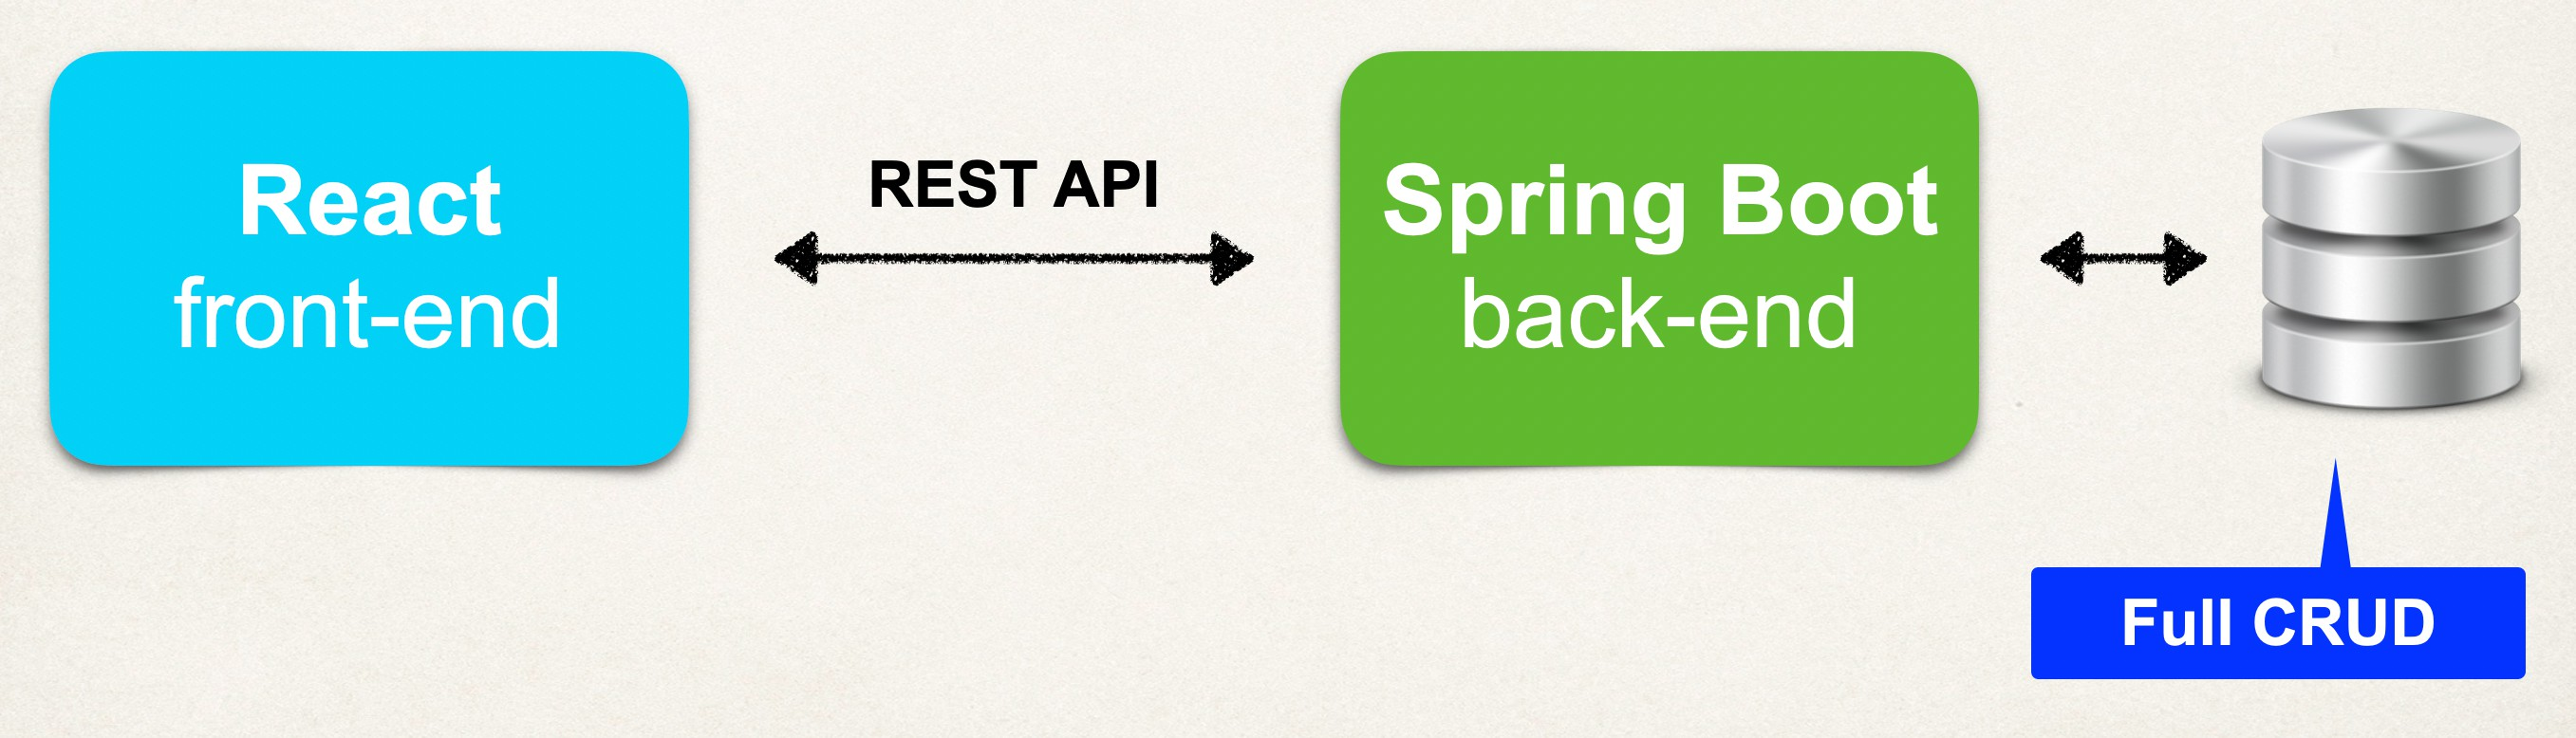 React
front-end
REST API
Spring Boot
back-end
Full CRUD